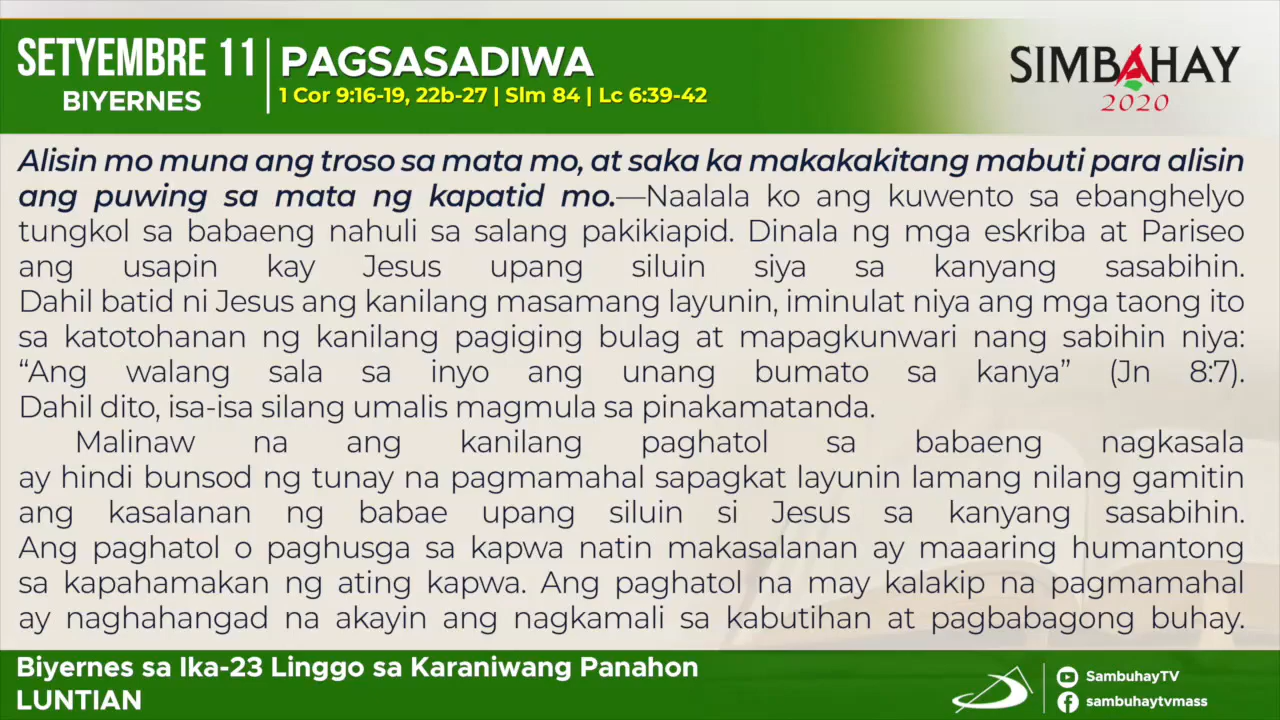 SETYEMBRE 11
BIYERNES
PAGSASADIWA
1 Cor 9:16-19, 22b-27 | Slm 84 | Lc 6:39-42
SIMBAHAY
2020
Alisin mo muna ang troso sa mata mo, at saka ka makakakitang mabuti para alisin
ang puwing sa mata ng kapatid mo.—Naalala ko ang kuwento sa ebanghelyo
tungkol sa babaeng nahuli sa salang pakikiapid. Dinala ng mga eskriba at Pariseo
ang usapin kay Jesus upang siluin siya sa kanyang sasabihin.
Dahil batid ni Jesus ang kanilang masamang layunin, iminulat niya ang mga taong ito
sa katotohanan ng kanilang pagiging bulag at mapagkunwari nang sabihin niya:
“Ang walang sala sa inyo ang unang bumato sa kanya” (Jn 8:7).
Dahil dito, isa-isa silang umalis magmula sa pinakamatanda.
Malinaw na ang kanilang paghatol sa babaeng nagkasala
ay hindi bunsod ng tunay na pagmamahal sapagkat layunin lamang nilang gamitin
ang kasalanan ng babae upang siluin si Jesus sa kanyang sasabihin.
Ang paghatol o paghusga sa kapwa natin makasalanan ay maaaring humantong
sa kapahamakan ng ating kapwa. Ang paghatol na may kalakip na pagmamahal
ay naghahangad na akayin ang nagkamali sa kabutihan at pagbabagong buhay.
Biyernes sa Ika-23 Linggo sa Karaniwang Panahon
LUNTIAN
SambuhayTV
sambuhaytvmass